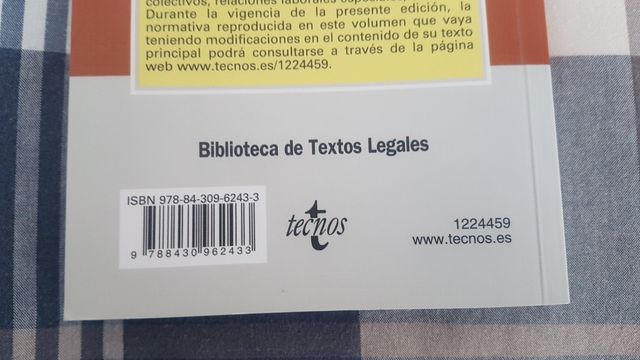 colectivos, relaciones laborales especiales,
Durante la vigencia de la presente edición, la
normativa reproducida en este volumen que vaya
teniendo modificaciones en el contenido de su texto
principal podrá consultarse a través de la página
web www.tecnos.es/1224459.
Biblioteca de Textos Legales
ISBN 978-84-309-6243-3
9 788430 962433
tecnos
1224459
www.tecnos.es